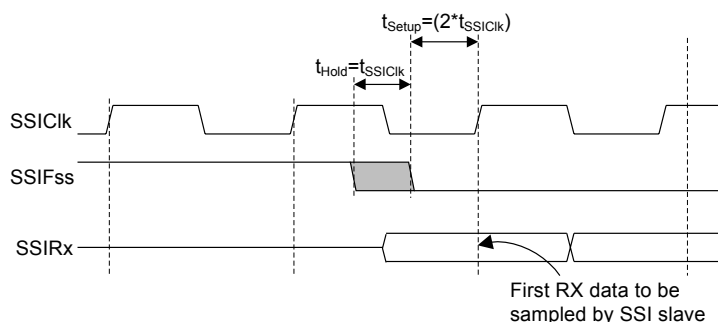 tSetup=(2*tSSIClk)
tHold=tSSIClk
SSIClk
SSIFss
SSIRx
First RX data to be
sampled by SSI slave